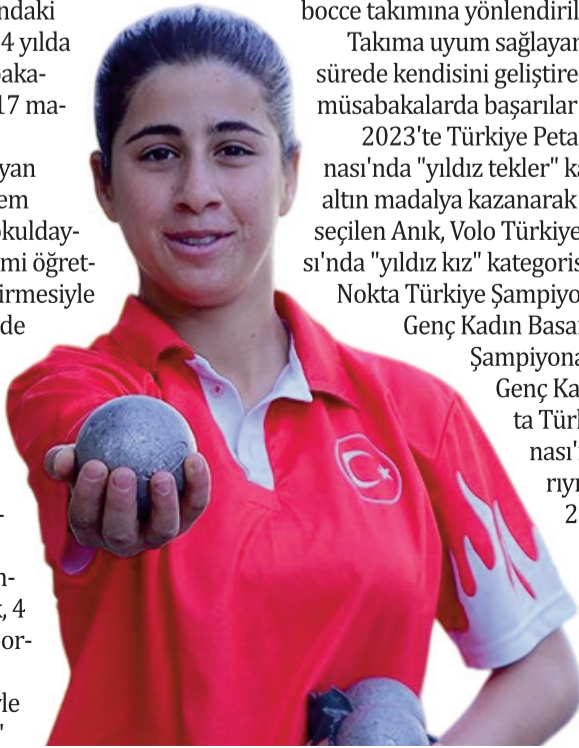 ndaki
4 yılda
baka-
17 ma-
yan
em
okulday-
mi öğret-
irmesiyle
de
-
n-
, 4
or-
yle
"
bocce takımına yönlendiril
Takıma uyum sağlayan
sürede kendisini geliştire
müsabakalarda başarılar
2023'te Türkiye Peta
nası'nda "yıldız tekler" ka
altın madalya kazanarak
seçilen Anık, Volo Türkiye
sı'nda "yıldız kız" kategoris
Nokta Türkiye Şampiyo
Genç Kadın Basa
Şampiyona
Genç Ka
ta Türk
nası'
rıy
2